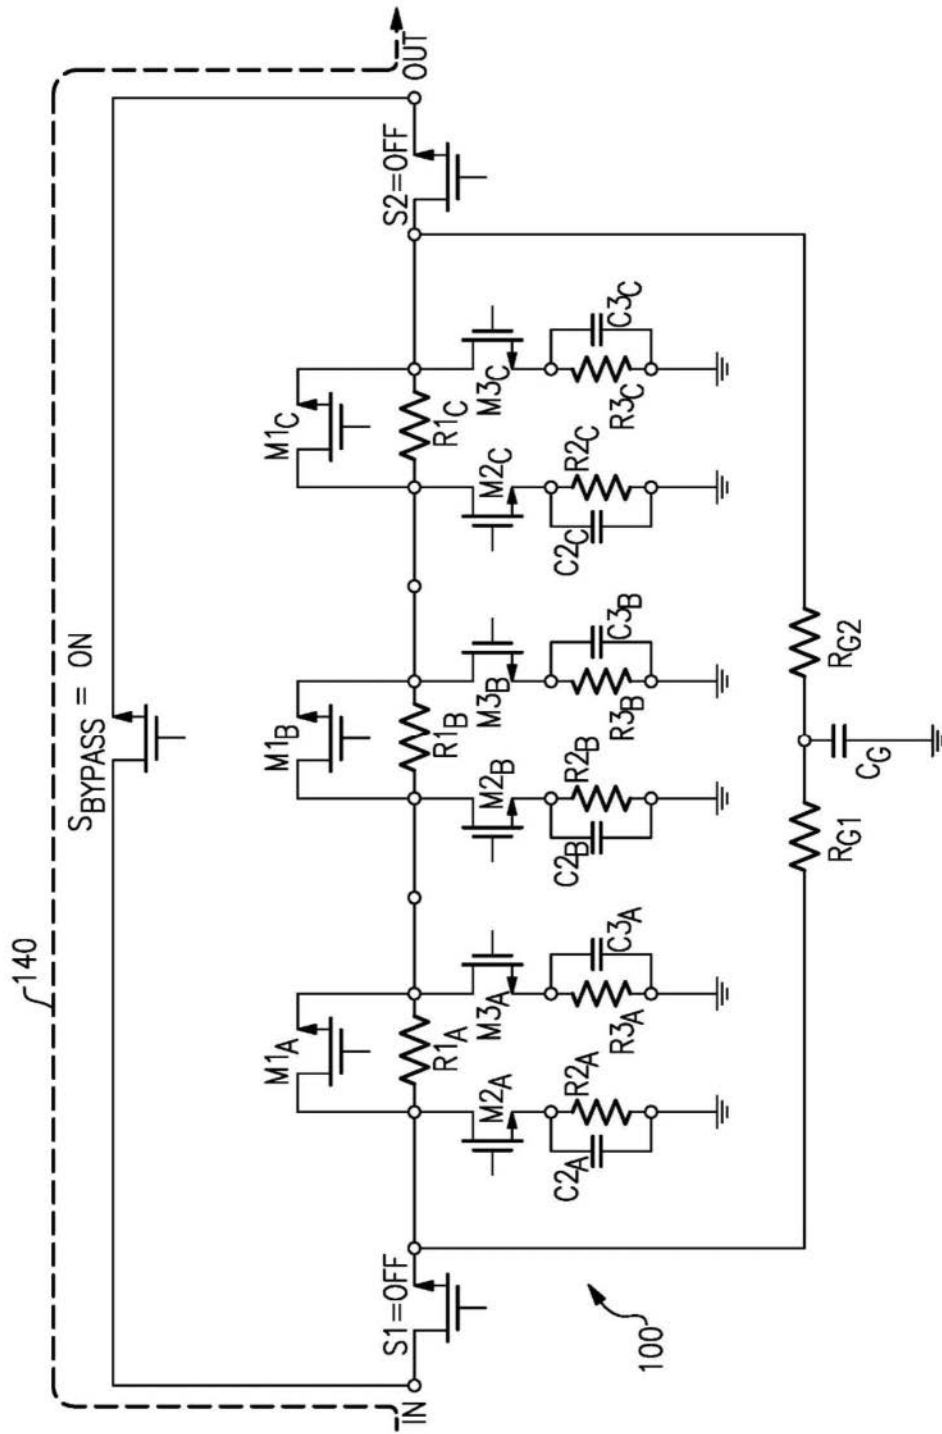 140
S_BYPASS = ON
IN
S1=OFF
M1_A
R1_A
M2_A
C2_A
R2_A
M3_A
R3_A
C3_A
M1_B
R1_B
M2_B
C2_B
R2_B
M3_B
R3_B
C3_B
M1_C
R1_C
M2_C
C2_C
R2_C
M3_C
R3_C
C3_C
S2=OFF
OUT
R_G1
C_G
R_G2
100